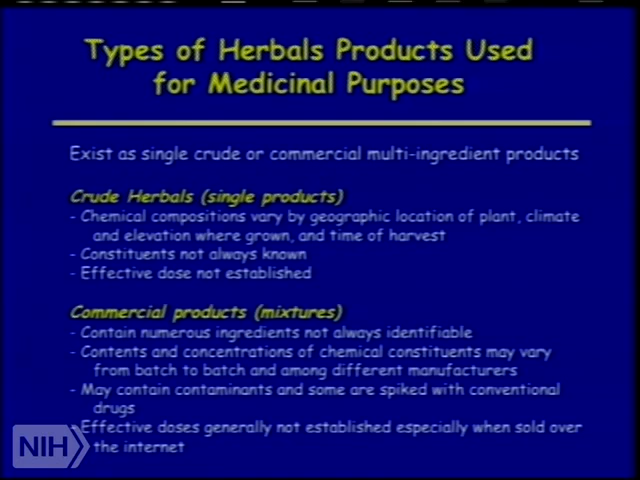 Types of Herbals Products Used
for Medicinal Purposes
Exist as single crude or commercial multi-ingredient products
Crude Herbals (single products)
- Chemical compositions vary by geographic location of plant, climate
and elevation where grown, and time of harvest
- Constituents not always known
- Effective dose not established
Commercial products (mixtures)
- Contain numerous ingredients not always identifiable
- Contents and concentrations of chemical constituents may vary
from batch to batch and among different manufacturers
- May contain contaminants and some are spiked with conventional
drugs
- Effective doses generally not established especially when sold over
the internet
NIH